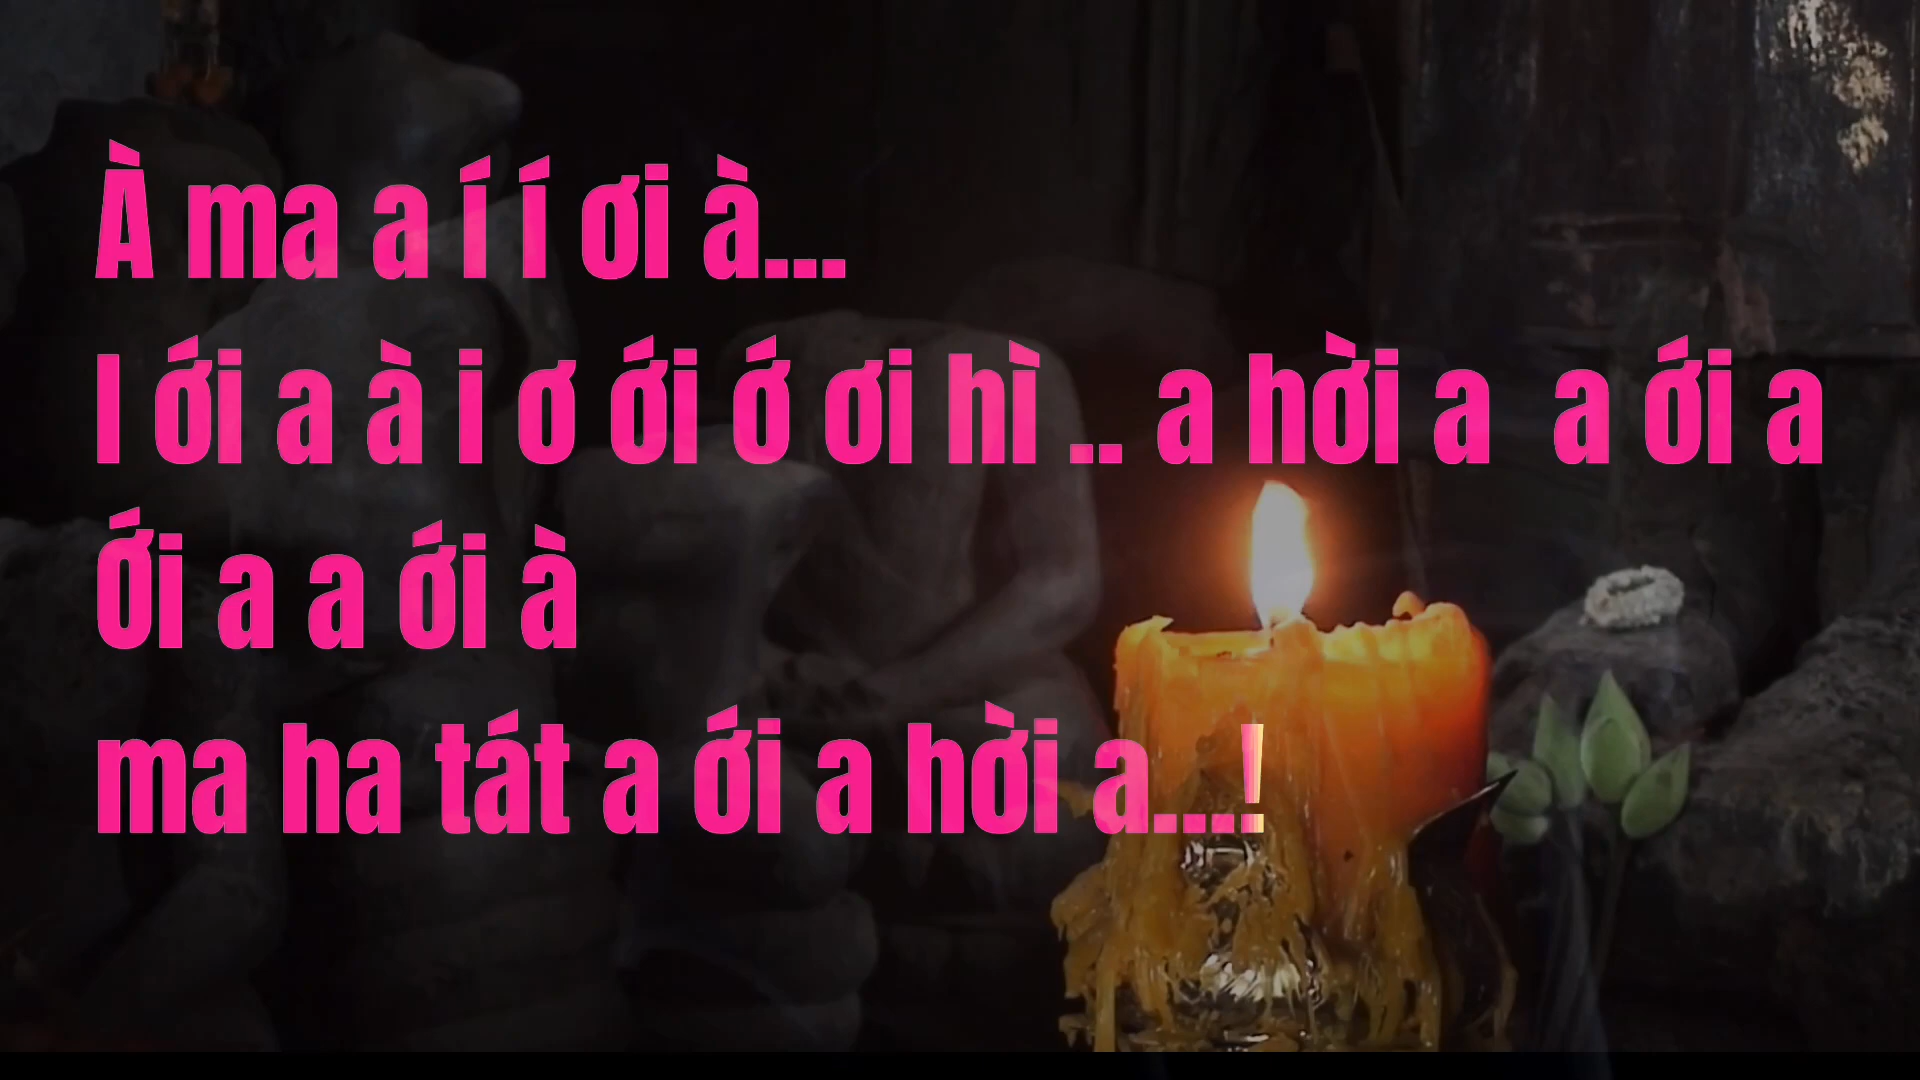 À ma a í í ơi à...
I ới a à i ơ ới ớ ơi hì .. a hời a  a ới a
Ới a a ới à
ma ha tát a ới a hời a...!